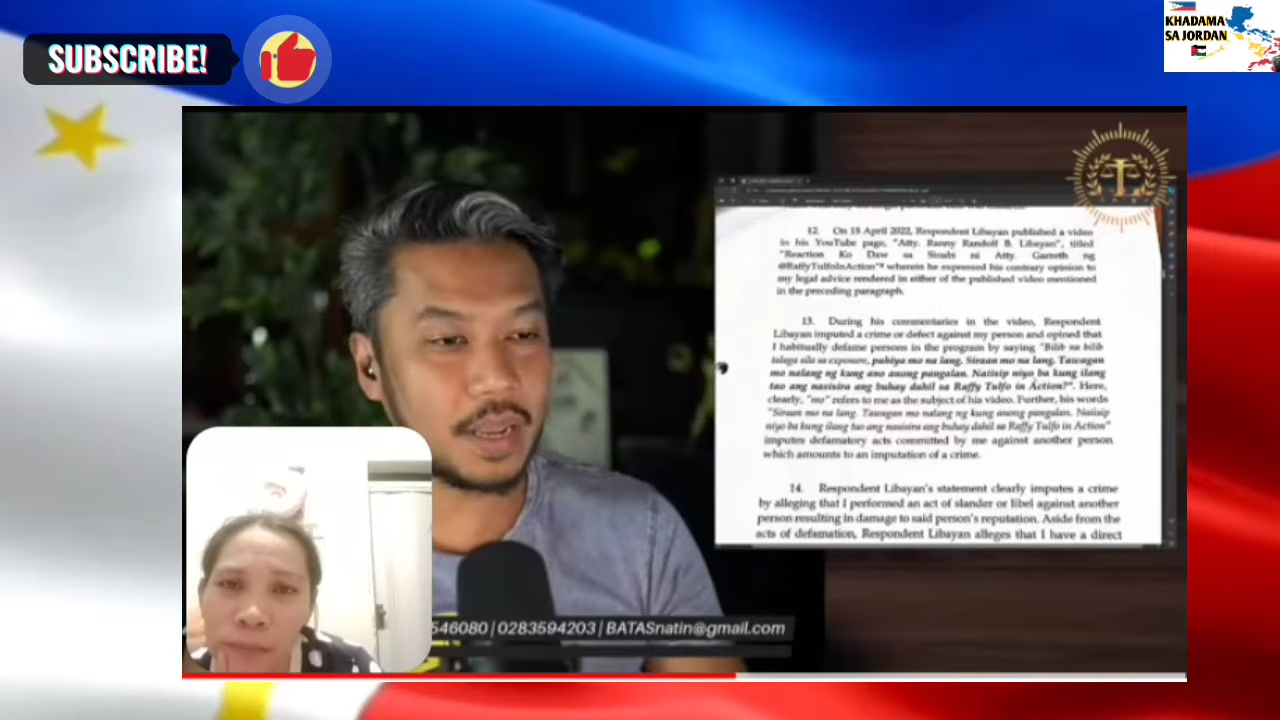 SUBSCRIBE!
KHADAMA
SA JORDAN
12. On 15 April 2022, Respondent Libayan published a video
in his YouTube page, "Atty. Ranny Randolf B. Libayan", titled
"Reaction Ko Daw sa Sinabi ni Atty. Gareth ng
@RaffyTulfoInAction" wherein he expressed his contrary opinion to
my legal advice rendered in either of the published video mentioned
in the preceding paragraph.
13. During his commentaries in the video, Respondent
Libayan imputed a crime or defect against my person and opined that
I habitually defame persons in the program by saying "Bilib na bilib
talaga sila sa exposure, pahiya mo na lang. Siraan mo na lang. Tawagan
mo nalang ng kung ano anong pangalan. Naiisip niyo ba kung ilang
tao ang nasisira ang buhay dahil sa Raffy Tulfo in Action?". Here,
clearly, "mo" refers to me as the subject of his video. Further, his words
"Siraan mo na lang. Tawagan mo nalang ng kung anong pangalan. Naiisip
niyo ba kung ilang tao ang nasisira ang buhay dahil sa Raffy Tulfo in Action"
imputes defamatory acts committed by me against another person
which amounts to an imputation of a crime.
14. Respondent Libayan's statement clearly imputes a crime
by alleging that I performed an act of slander or libel against another
person resulting in damage to said person's reputation. Aside from the
acts of defamation, Respondent Libayan alleges that I have a direct
546080 | 0283594203 | BATASnatin@gmail.com